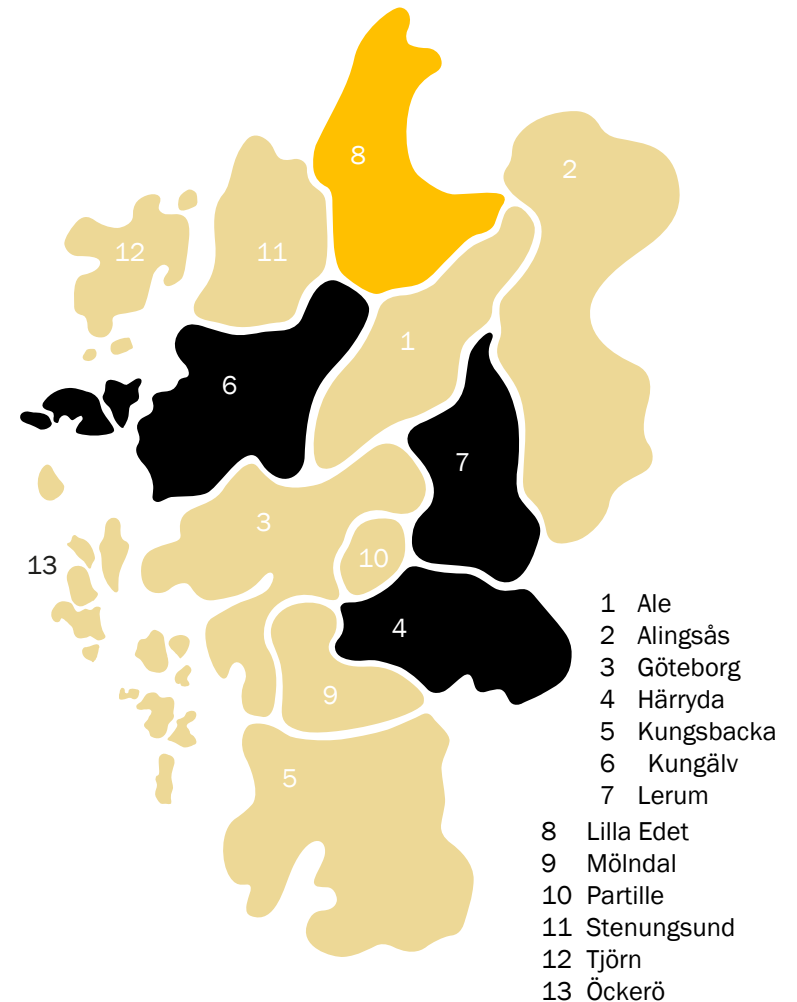 8
2
12
11
1
6
7
3
10
13
4
9
5
1 Ale
2 Alingsås
3 Göteborg
4 Härryda
5 Kungsbacka
6 Kungälv
7 Lerum
8 Lilla Edet
9 Mölndal
10 Partille
11 Stenungsund
12 Tjörn
13 Öckerö